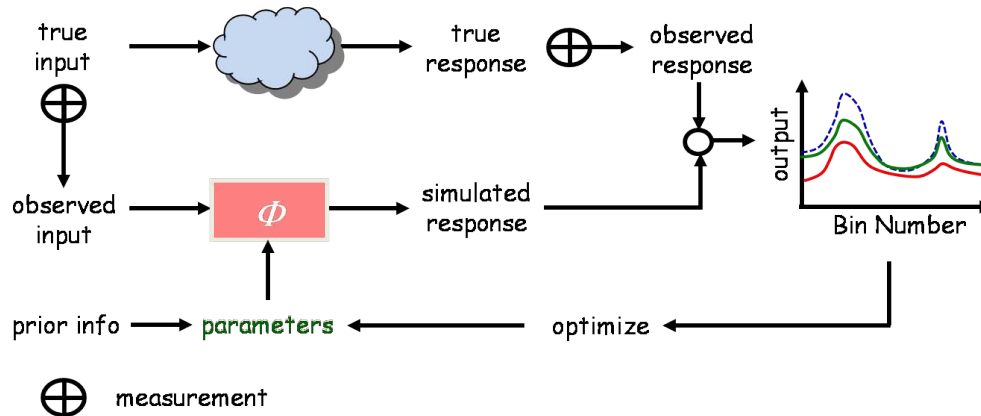 true
input
true
response
observed
response
output
Bin Number
observed
input
Φ
simulated
response
prior info
parameters
optimize
measurement